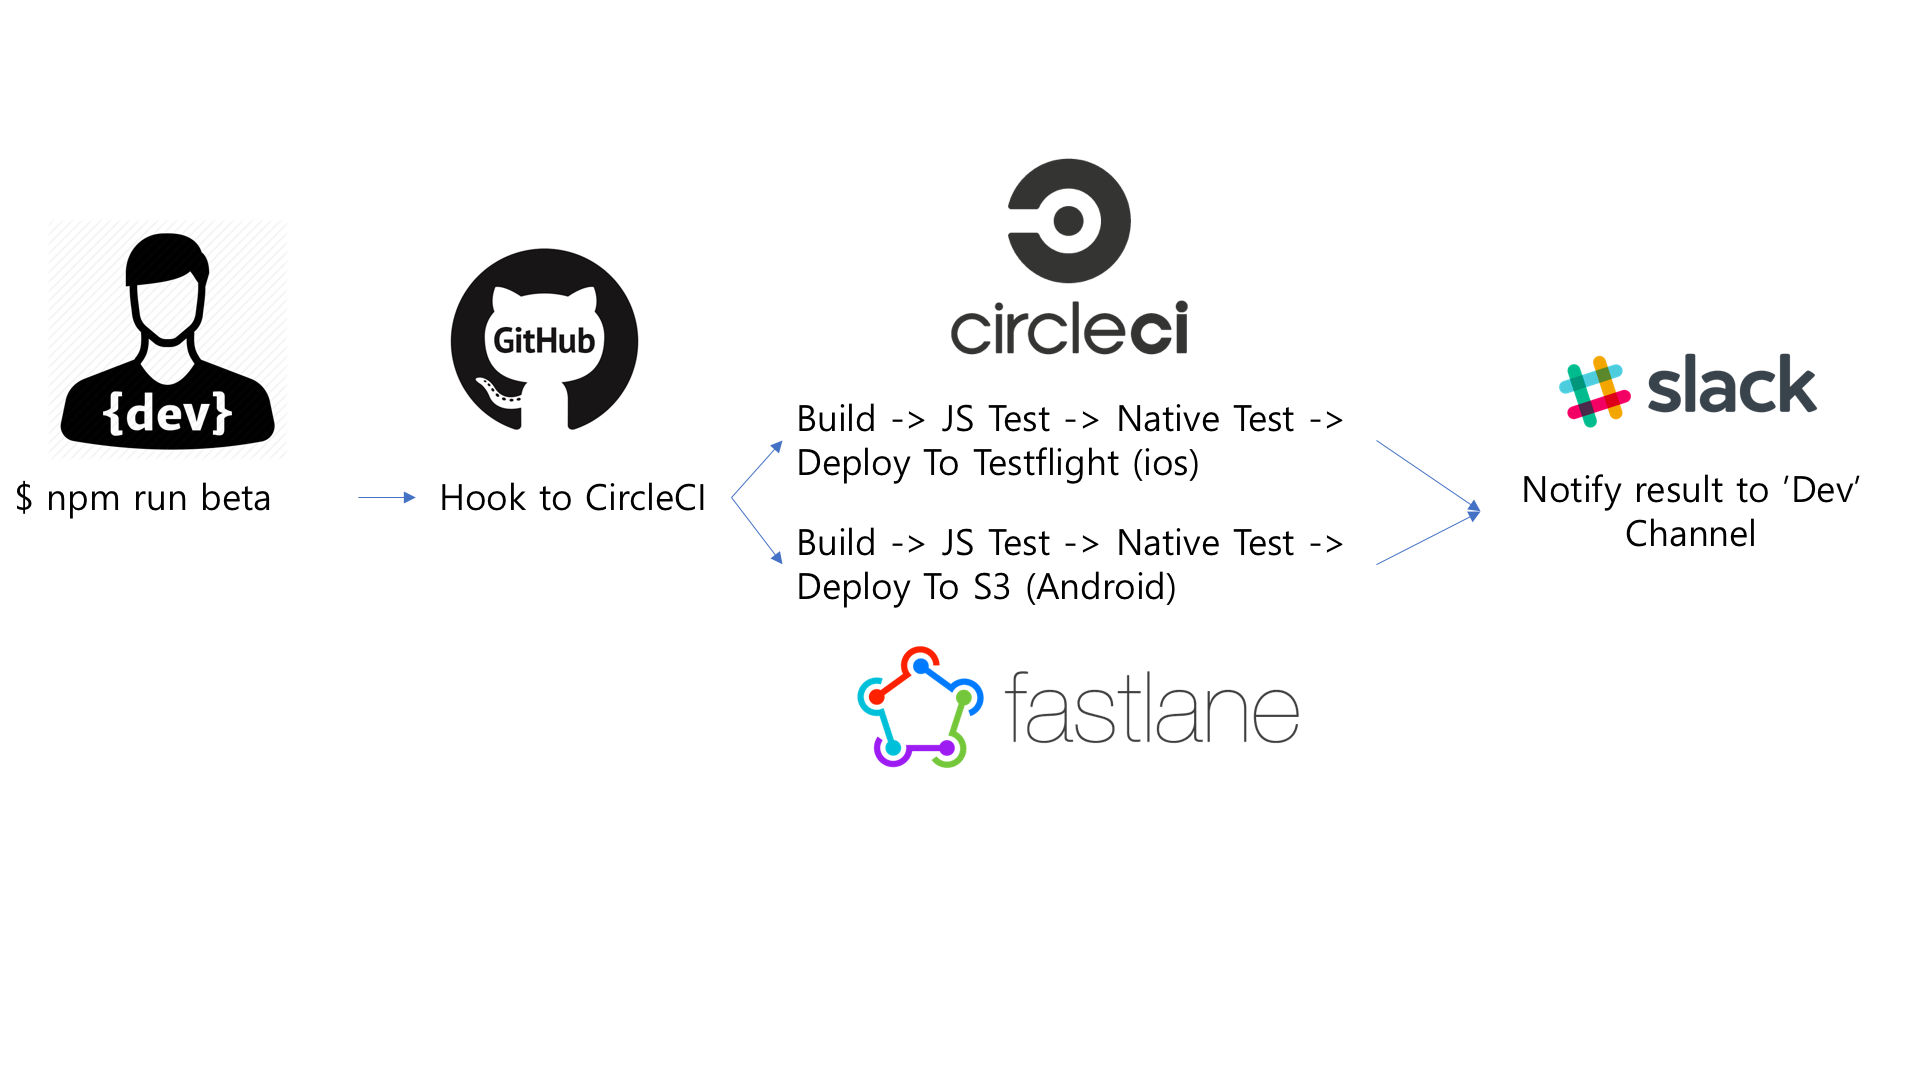 {dev}
$ npm run beta
GitHub
Hook to CircleCI
circleci
Build -> JS Test -> Native Test ->
Deploy To Testflight (ios)
Build -> JS Test -> Native Test ->
Deploy To S3 (Android)
fastlane
slack
Notify result to ’Dev’
Channel